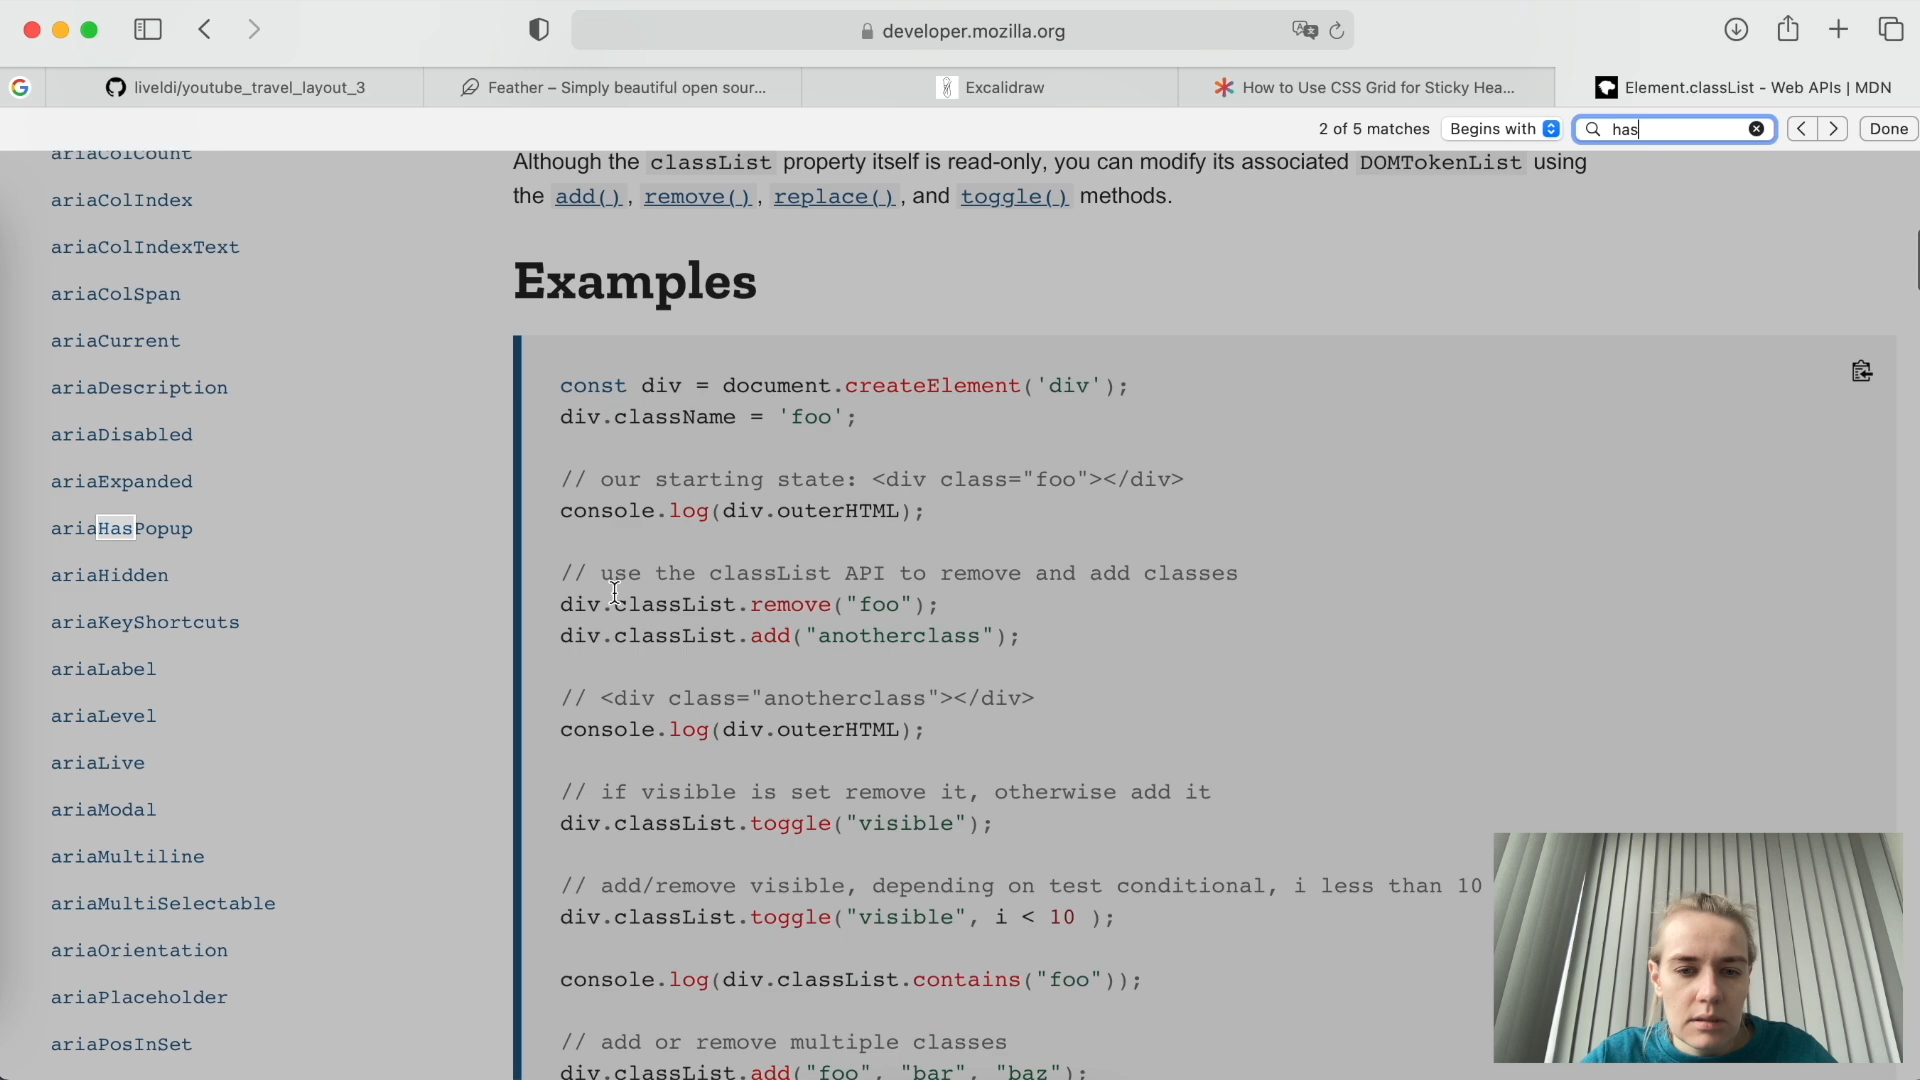 developer.mozilla.org
liveldi/youtube_travel_layout_3
Feather – Simply beautiful open sour...
Excalidraw
How to Use CSS Grid for Sticky Hea...
Element.classList - Web APIs | MDN
2 of 5 matches
Begins with
has
Done
ariaColCount
ariaColIndex
ariaColIndexText
ariaColSpan
ariaCurrent
ariaDescription
ariaDisabled
ariaExpanded
ariaHasPopup
ariaHidden
ariaKeyShortcuts
ariaLabel
ariaLevel
ariaLive
ariaModal
ariaMultiline
ariaMultiSelectable
ariaOrientation
ariaPlaceholder
ariaPosInSet
Although the classList property itself is read-only, you can modify its associated DOMTokenList using
the add(), remove(), replace(), and toggle() methods.
Examples
const div = document.createElement('div');
div.className = 'foo';
// our starting state: <div class="foo"></div>
console.log(div.outerHTML);
// use the classList API to remove and add classes
div.classList.remove("foo");
div.classList.add("anotherclass");
// <div class="anotherclass"></div>
console.log(div.outerHTML);
// if visible is set remove it, otherwise add it
div.classList.toggle("visible");
// add/remove visible, depending on test conditional, i less than 10
div.classList.toggle("visible", i < 10 );
console.log(div.classList.contains("foo"));
// add or remove multiple classes
div.classList.add("foo", "bar", "baz");